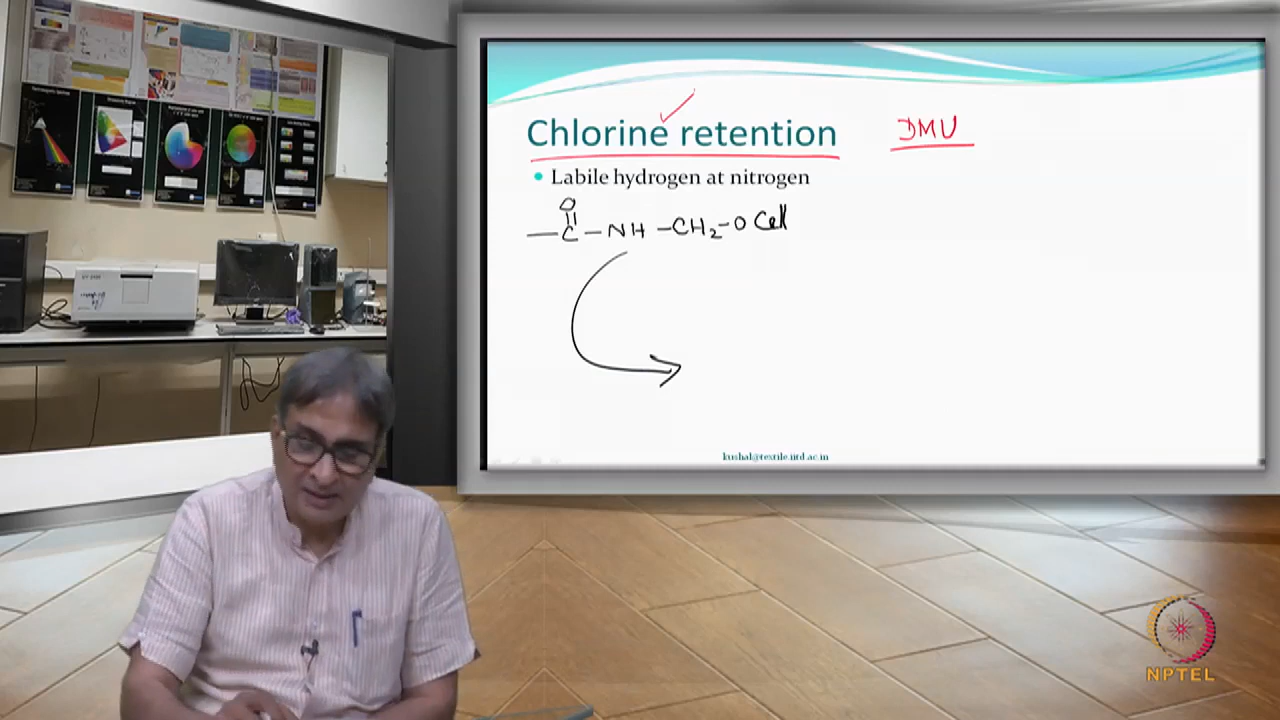 Chlorine retention DMU
Labile hydrogen at nitrogen
O
— C – NH – CH2 – O Cell
kushal@textile.iitd.ac.in
NPTEL